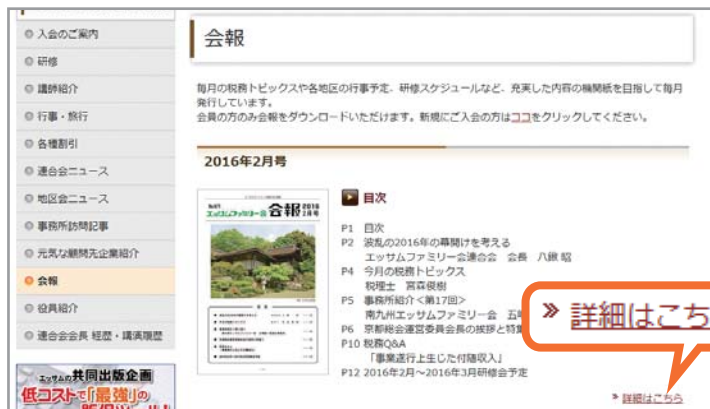 入会のご案内
研修
講師紹介
行事・旅行
各種割引
連合会ニュース
地区会ニュース
事務所訪問記事
元気な顧問先企業紹介
会報
役員紹介
連合会会長 経歴・講演履歴
エッサムの共同出版企画
低コストで「最強」の
会報
毎月の税務トピックスや各地区の行事予定、研修スケジュールなど、充実した内容の機関紙を目指して毎月
発行しています。
会員の方のみ会報をダウンロードいただけます。新規にご入会の方はココをクリックしてください。
2016年2月号
エッサムファミリー会 会報 2016 2月号
目次
P1 目次
P2 波乱の2016年の幕開けを考える
エッサムファミリー会連合会 会長 八鍬 昭
P4 今月の税務トピックス
税理士 宮森俊樹
P5 事務所紹介<第17回>
南九州エッサムファミリー会
P6 京都総会運営委員会長の挨拶と特
P10 税務Q&A
「事業遂行上生じた付随収入」
P12 2016年2月～2016年3月研修会予定
» 詳細はこち
詳細はこちら